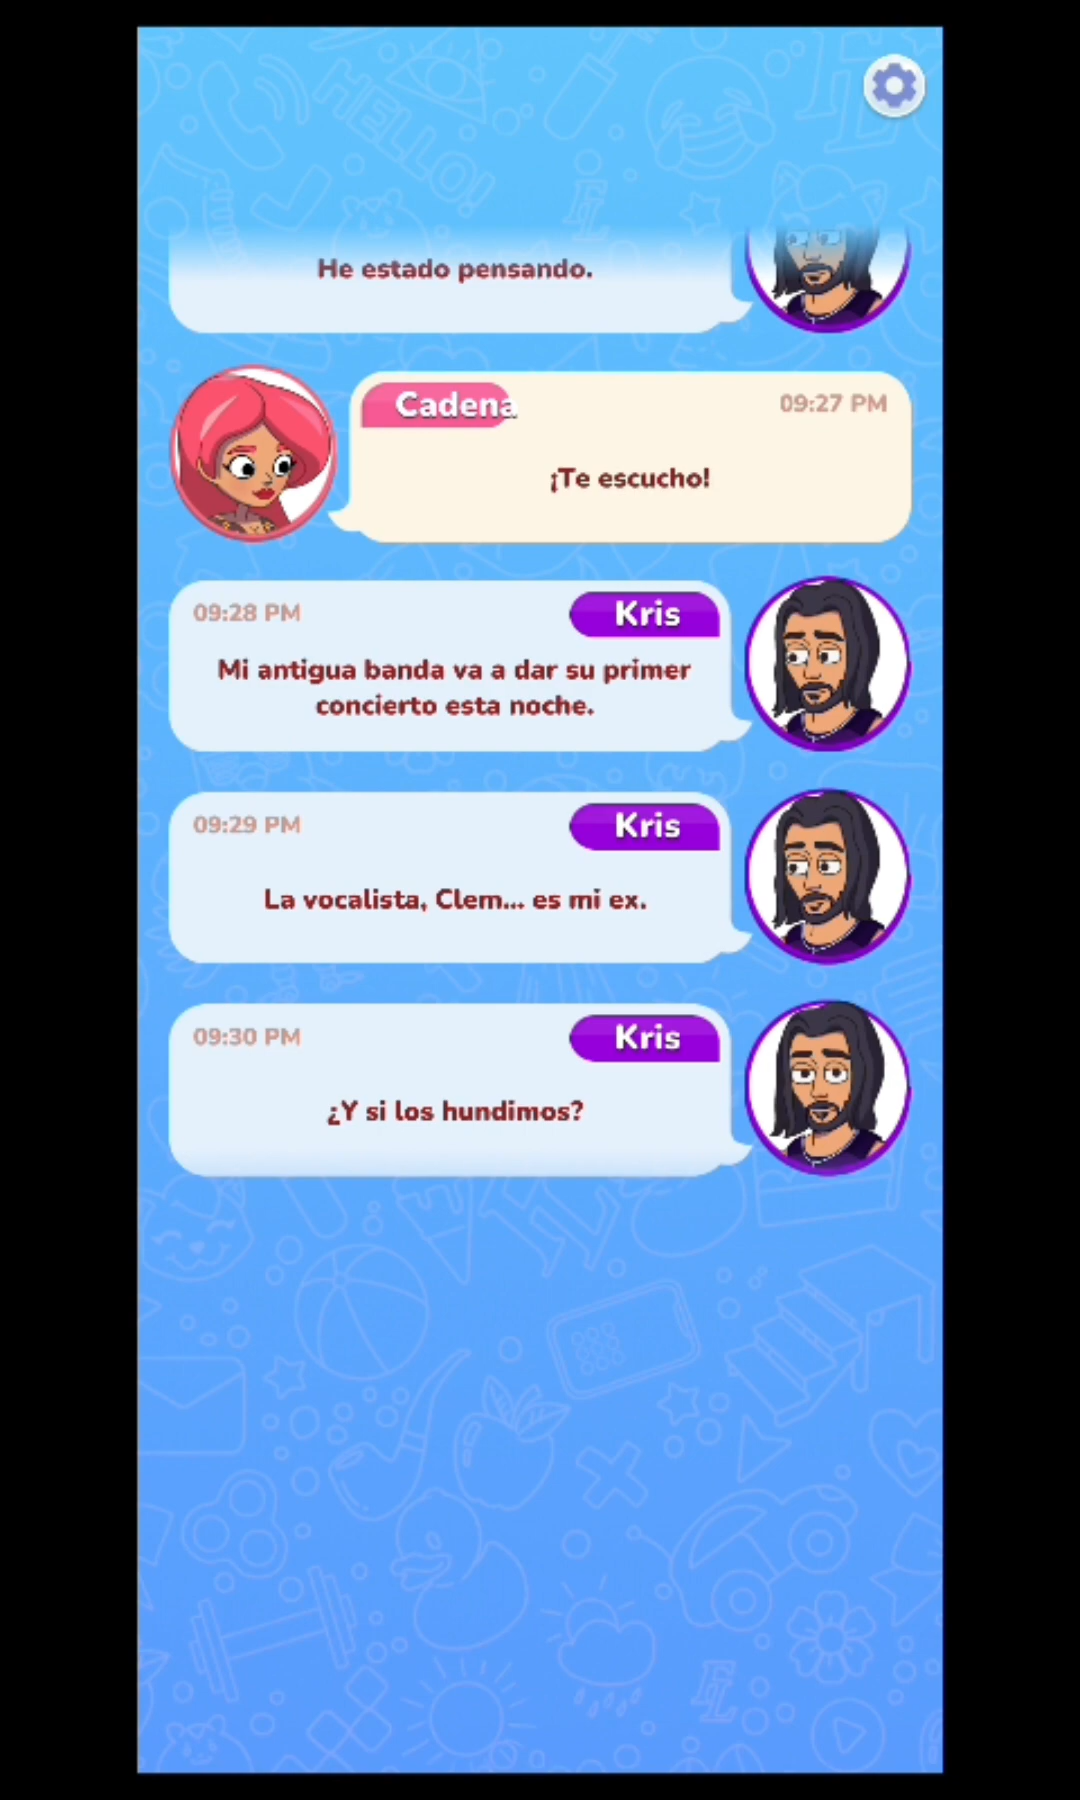 He estado pensando.
Cadena
09:27 PM
¡Te escucho!
09:28 PM
Kris
Mi antigua banda va a dar su primer
concierto esta noche.
09:29 PM
Kris
La vocalista, Clem... es mi ex.
09:30 PM
Kris
¿Y si los hundimos?
HELLO!